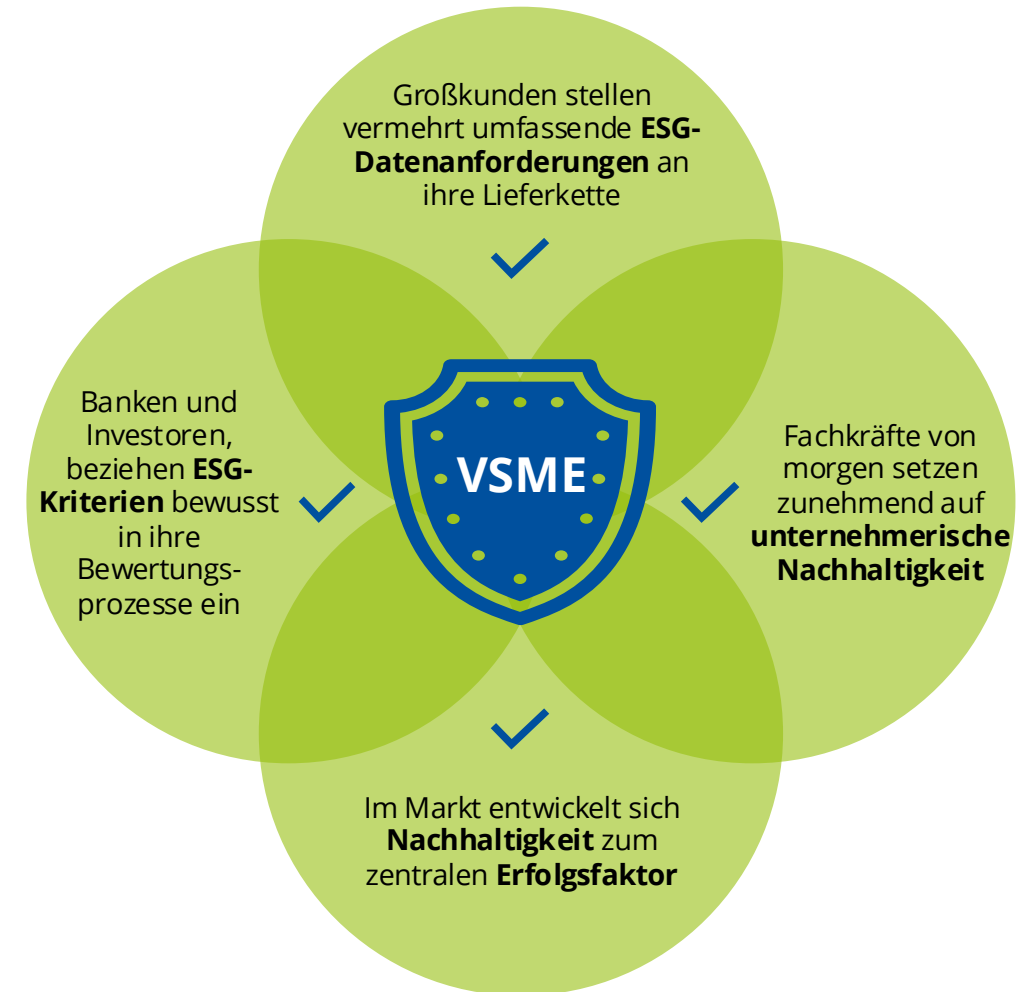 Großkunden stellen
vermehrt umfassende ESG-
Datenanforderungen an
ihre Lieferkette
Banken und
Investoren,
beziehen ESG-
Kriterien bewusst
in ihre
Bewertungs-
prozesse ein
VSME
Fachkräfte von
morgen setzen
zunehmend auf
unternehmerische
Nachhaltigkeit
Im Markt entwickelt sich
Nachhaltigkeit zum
zentralen Erfolgsfaktor